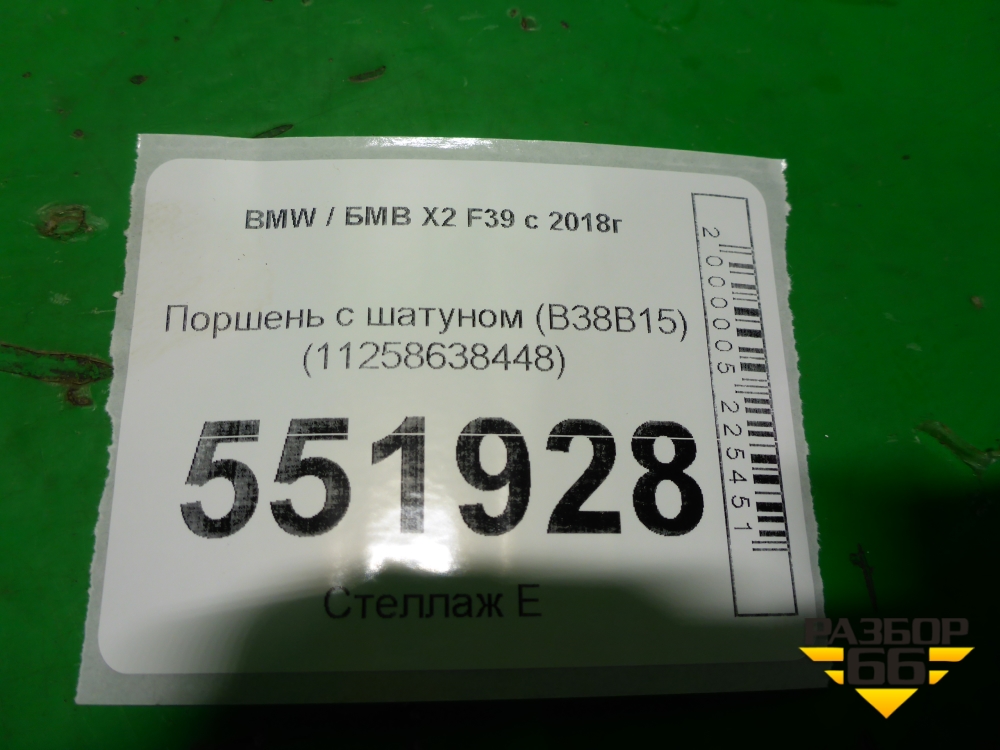 BMW / БМВ X2 F39 с 2018г
Поршень с шатуном (B38B15)
(11258638448)
551928
Стеллаж Е
2000005225451
РАЗБОР
66